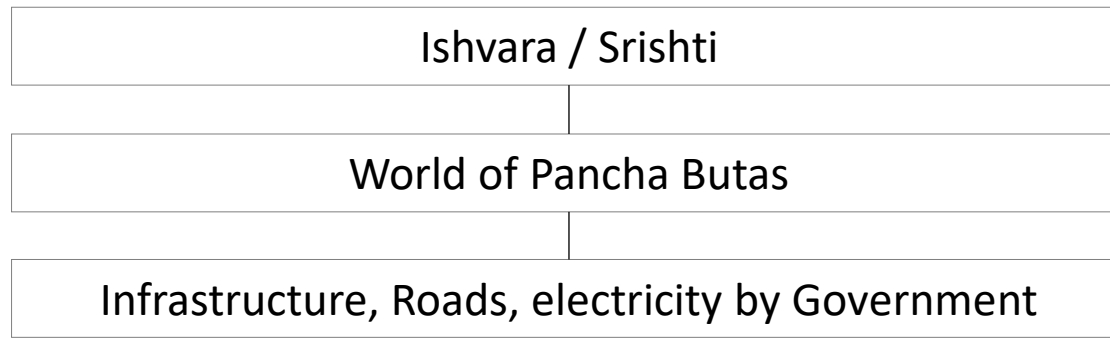 Ishvara / Srishti
World of Pancha Butas
Infrastructure, Roads, electricity by Government